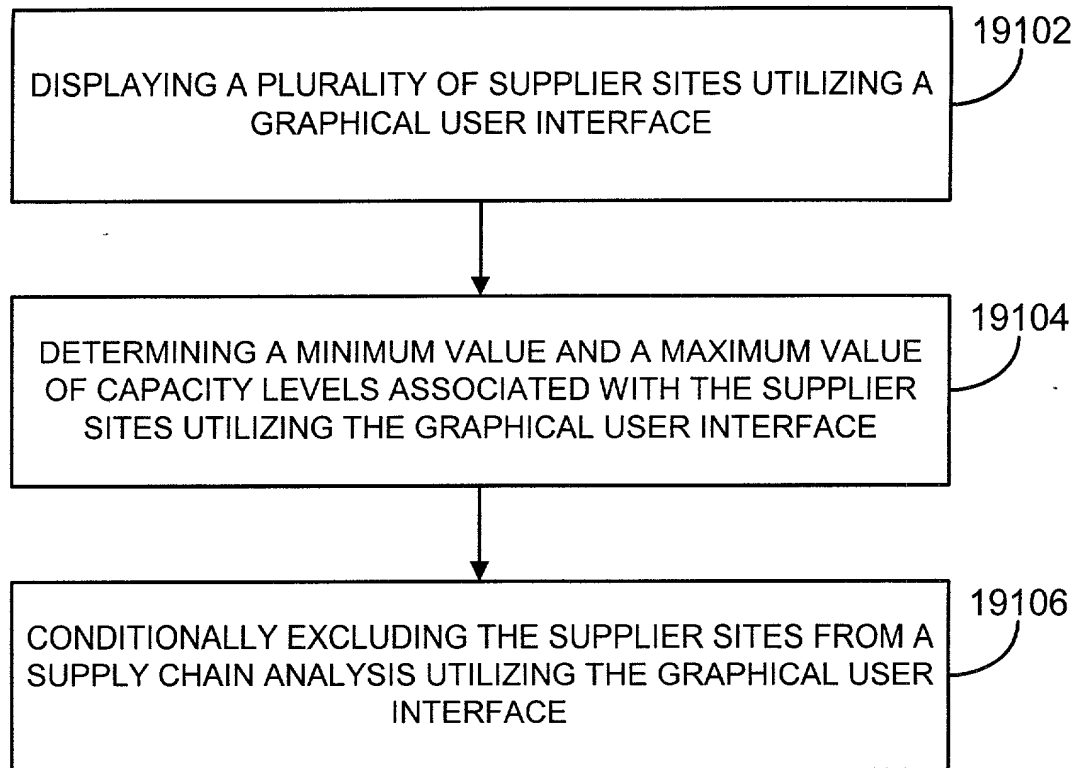 19102
DISPLAYING A PLURALITY OF SUPPLIER SITES UTILIZING A
GRAPHICAL USER INTERFACE
19104
DETERMINING A MINIMUM VALUE AND A MAXIMUM VALUE
OF CAPACITY LEVELS ASSOCIATED WITH THE SUPPLIER
SITES UTILIZING THE GRAPHICAL USER INTERFACE
19106
CONDITIONALLY EXCLUDING THE SUPPLIER SITES FROM A
SUPPLY CHAIN ANALYSIS UTILIZING THE GRAPHICAL USER
INTERFACE